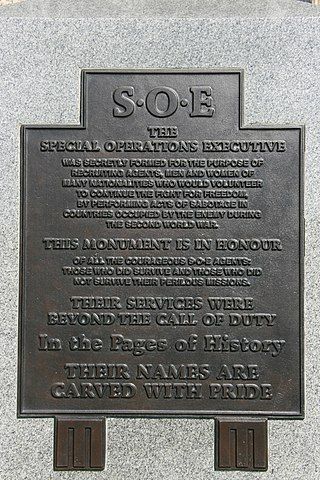 S·O·E
THE
SPECIAL OPERATIONS EXECUTIVE
WAS SECRETLY FORMED FOR THE PURPOSE OF
RECRUITING AGENTS, MEN AND WOMEN OF
MANY NATIONALITIES WHO WOULD VOLUNTEER
TO CONTINUE THE FIGHT FOR FREEDOM,
BY PERFORMING ACTS OF SABOTAGE IN
COUNTRIES OCCUPIED BY THE ENEMY DURING
THE SECOND WORLD WAR.
THIS MONUMENT IS IN HONOUR
OF ALL THE COURAGEOUS S·O·E AGENTS:
THOSE WHO DID SURVIVE AND THOSE WHO DID
NOT SURVIVE THEIR PERILOUS MISSIONS.
THEIR SERVICES WERE
BEYOND THE CALL OF DUTY
In the Pages of History
THEIR NAMES ARE
CARVED WITH PRIDE